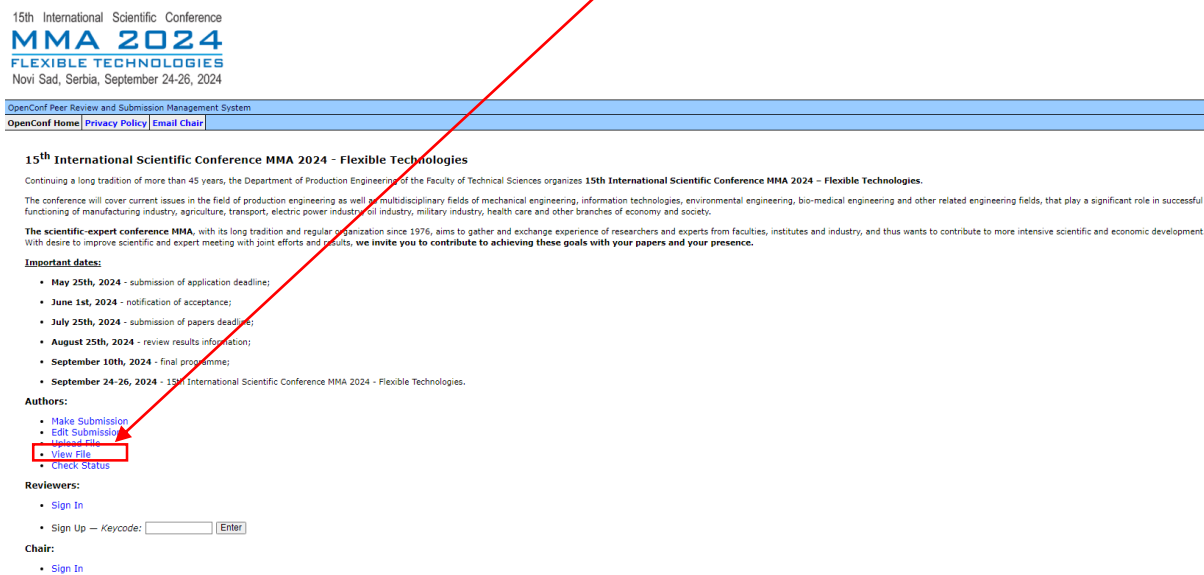 15th International Scientific Conference
MMA 2024
FLEXIBLE TECHNOLOGIES
Novi Sad, Serbia, September 24-26, 2024
OpenConf Peer Review and Submission Management System
OpenConf Home Privacy Policy Email Chair
15th International Scientific Conference MMA 2024 - Flexible Technologies
Continuing a long tradition of more than 45 years, the Department of Production Engineering of the Faculty of Technical Sciences organizes 15th International Scientific Conference MMA 2024 – Flexible Technologies.
The conference will cover current issues in the field of production engineering as well as multidisciplinary fields of mechanical engineering, information technologies, environmental engineering, bio-medical engineering and other related engineering fields, that play a significant role in successful
functioning of manufacturing industry, agriculture, transport, electric power industry, oil industry, military industry, health care and other branches of economy and society.
The scientific-expert conference MMA, with its long tradition and regular organization since 1976, aims to gather and exchange experience of researchers and experts from faculties, institutes and industry, and thus wants to contribute to more intensive scientific and economic development
With desire to improve scientific and expert meeting with joint efforts and results, we invite you to contribute to achieving these goals with your papers and your presence.
Important dates:
• May 25th, 2024 - submission of application deadline;
• June 1st, 2024 - notification of acceptance;
• July 25th, 2024 - submission of papers deadline;
• August 25th, 2024 - review results information;
• September 10th, 2024 - final programme;
• September 24-26, 2024 - 15th International Scientific Conference MMA 2024 - Flexible Technologies.
Authors:
• Make Submission
• Edit Submission
• Upload File
• View File
• Check Status
Reviewers:
• Sign In
• Sign Up — Keycode: Enter
Chair:
• Sign In